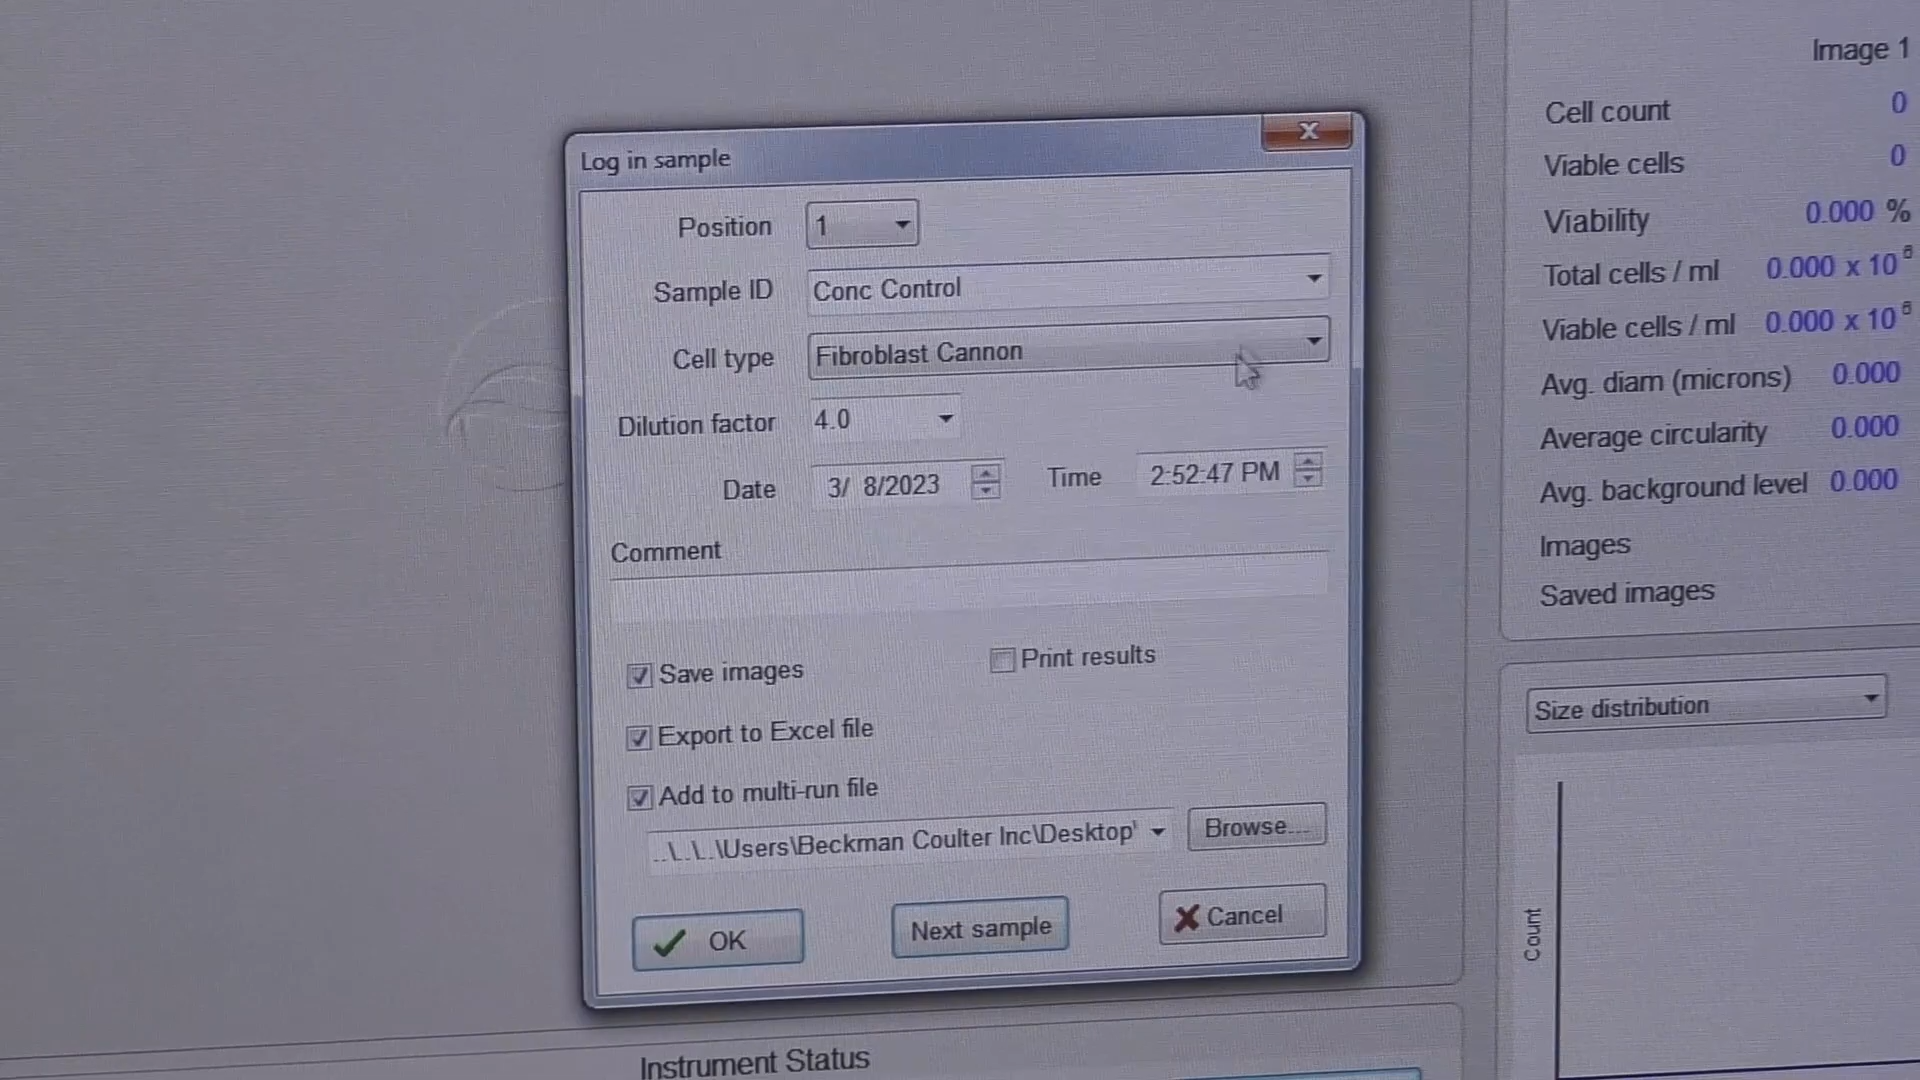 Log in sample
Position 1
Sample ID Conc Control
Cell type Fibroblast Cannon
Dilution factor 4.0
Date 3/ 8/2023 Time 2:52:47 PM
Comment
Save images Print results
Export to Excel file
Add to multi-run file
..\..\..\Users\Beckman Coulter Inc\Desktop\ Browse...
OK Next sample Cancel
Instrument Status
Image 1
Cell count 0
Viable cells 0
Viability 0.000 %
Total cells / ml 0.000 x 10^6
Viable cells / ml 0.000 x 10^6
Avg. diam (microns) 0.000
Average circularity 0.000
Avg. background level 0.000
Images
Saved images
Size distribution
Count